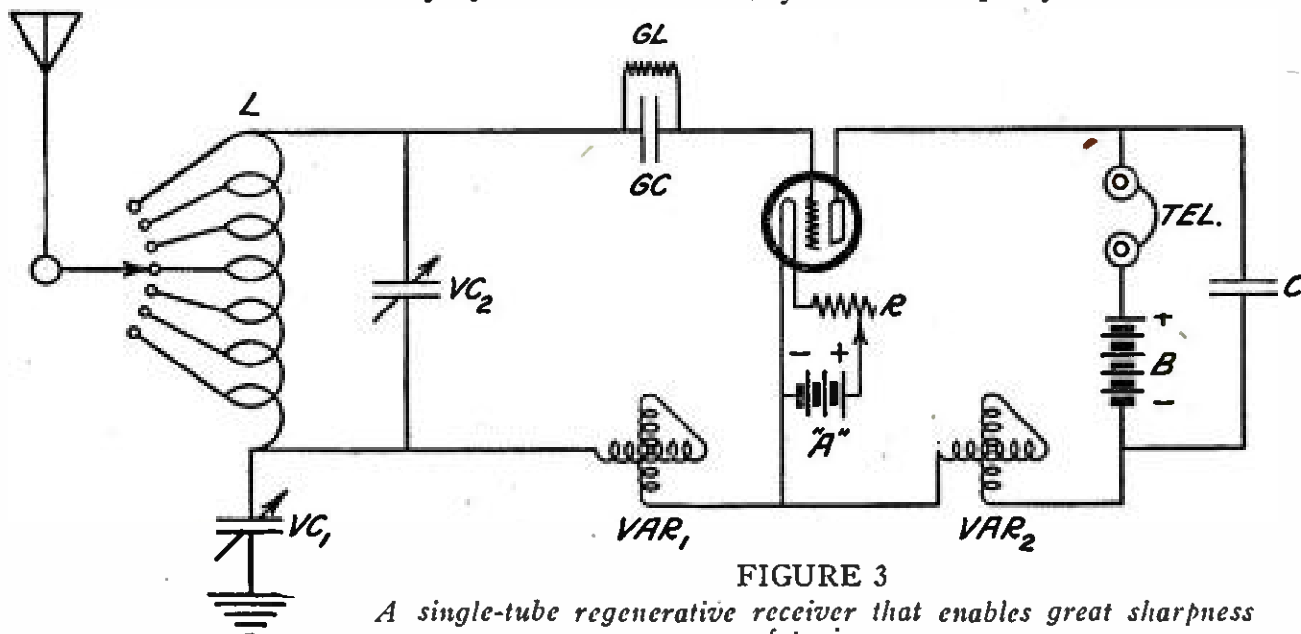 GL
L
GC
TEL.
VC₂
R
C
- +
+
B
-
"A"
VC₁
VAR₁
VAR₂
FIGURE 3
A single-tube regenerative receiver that enables great sharpness